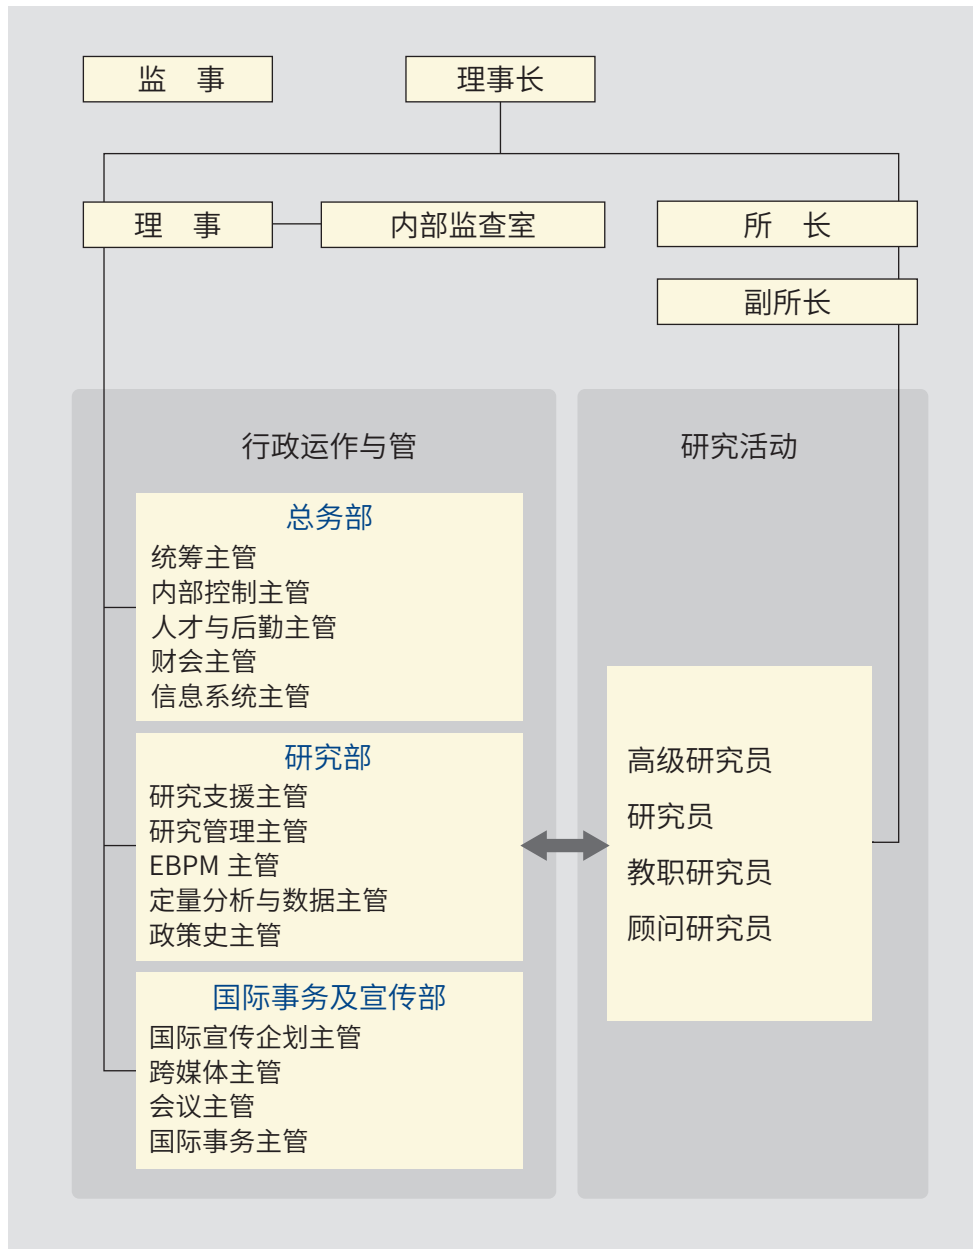 监　事
理事长
理　事
内部监查室
所　长
副所长
行政运作与管
总务部
统筹主管
内部控制主管
人才与后勤主管
财会主管
信息系统主管
研究部
研究支援主管
研究管理主管
EBPM 主管
定量分析与数据主管
政策史主管
国际事务及宣传部
国际宣传企划主管
跨媒体主管
会议主管
国际事务主管
研究活动
高级研究员
研究员
教职研究员
顾问研究员